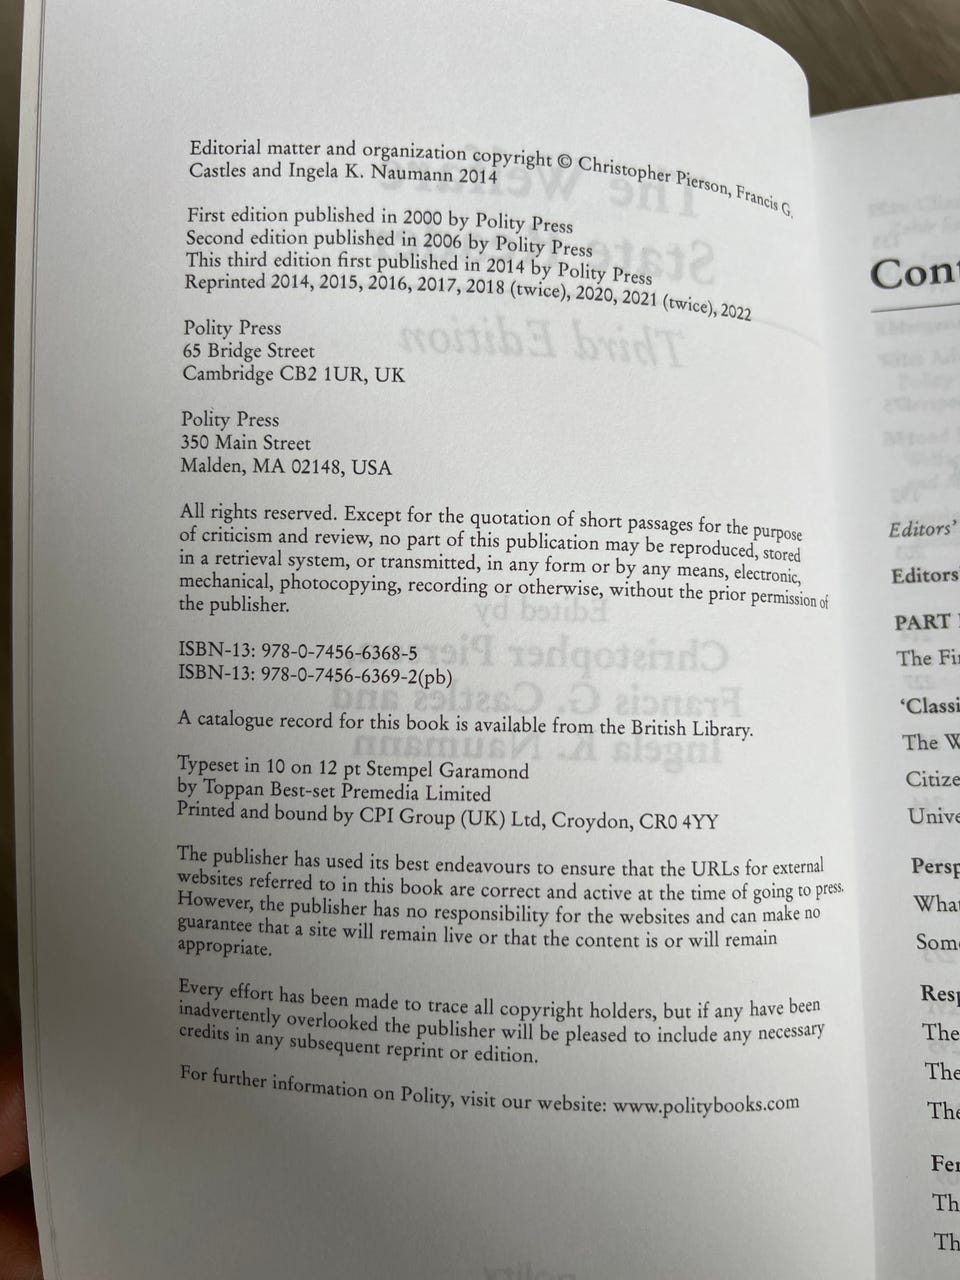 Editorial matter and organization copyright © Christopher Pierson, Francis G.
Castles and Ingela K. Naumann 2014
First edition published in 2000 by Polity Press
Second edition published in 2006 by Polity Press
This third edition first published in 2014 by Polity Press
Reprinted 2014, 2015, 2016, 2017, 2018 (twice), 2020, 2021 (twice), 2022
Polity Press
65 Bridge Street
Cambridge CB2 1UR, UK
Polity Press
350 Main Street
Malden, MA 02148, USA
All rights reserved. Except for the quotation of short passages for the purpose
of criticism and review, no part of this publication may be reproduced, stored
in a retrieval system, or transmitted, in any form or by any means, electronic,
mechanical, photocopying, recording or otherwise, without the prior permission of
the publisher.
ISBN-13: 978-0-7456-6368-5
ISBN-13: 978-0-7456-6369-2(pb)
A catalogue record for this book is available from the British Library.
Typeset in 10 on 12 pt Stempel Garamond
by Toppan Best-set Premedia Limited
Printed and bound by CPI Group (UK) Ltd, Croydon, CR0 4YY
The publisher has used its best endeavours to ensure that the URLs for external
websites referred to in this book are correct and active at the time of going to press.
However, the publisher has no responsibility for the websites and can make no
guarantee that a site will remain live or that the content is or will remain
appropriate.
Every effort has been made to trace all copyright holders, but if any have been
inadvertently overlooked the publisher will be pleased to include any necessary
credits in any subsequent reprint or edition.
For further information on Polity, visit our website: www.politybooks.com
Cont
Editors'
Editors'
PART I
The Fir
'Classi
The W
Citize
Unive
Persp
What
Some
Resp
The
The
The
Fer
Th
Th